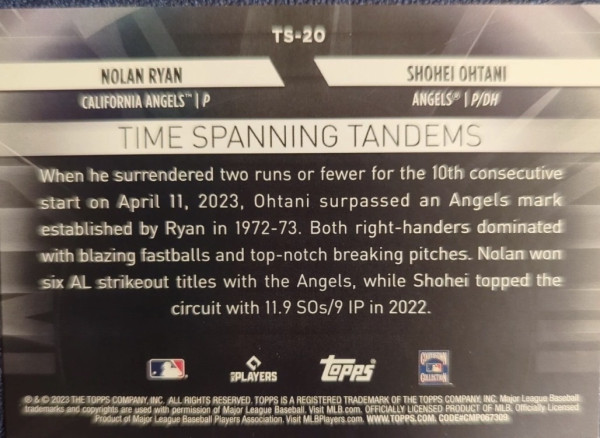 TS-20
NOLAN RYAN
SHOHEI OHTANI
CALIFORNIA ANGELS™ | P
ANGELS® | P/DH
TIME SPANNING TANDEMS
When he surrendered two runs or fewer for the 10th consecutive
start on April 11, 2023, Ohtani surpassed an Angels mark
established by Ryan in 1972-73. Both right-handers dominated
with blazing fastballs and top-notch breaking pitches. Nolan won
six AL strikeout titles with the Angels, while Shohei topped the
circuit with 11.9 SOs/9 IP in 2022.
PLAYERS
Topps
COOPERSTOWN
COLLECTION
® & © 2023 THE TOPPS COMPANY, INC. ALL RIGHTS RESERVED. TOPPS IS A REGISTERED TRADEMARK OF THE TOPPS COMPANY, INC. Major League Baseball
trademarks and copyrights are used with permission of Major League Baseball. Visit MLB.com. OFFICIALLY LICENSED PRODUCT OF MLB. Officially Licensed
Product of Major League Baseball Players Association. Visit MLBPlayers.com. WWW.TOPPS.COM. CODE#CMP067309